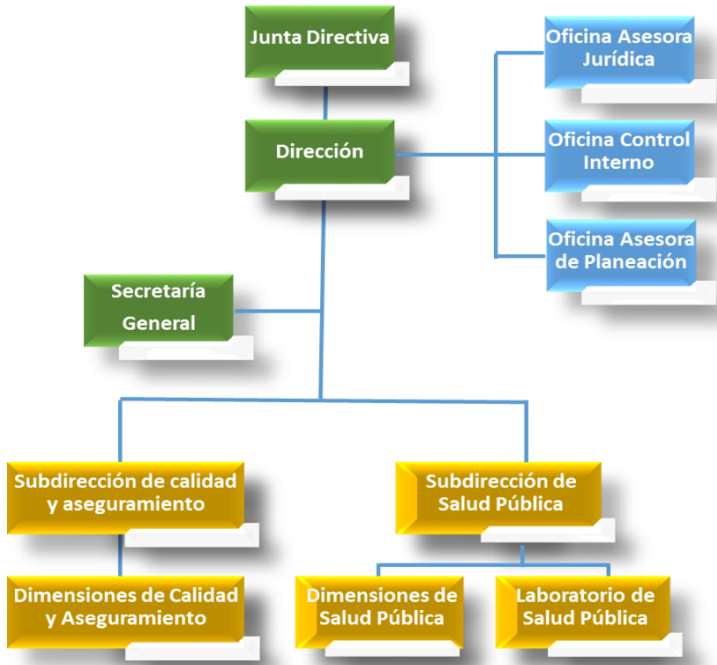 Junta Directiva
Oficina Asesora
Jurídica
Dirección
Oficina Control
Interno
Oficina Asesora
de Planeación
Secretaría
General
Subdirección de calidad
y aseguramiento
Subdirección de
Salud Pública
Dimensiones de Calidad
y Aseguramiento
Dimensiones de
Salud Pública
Laboratorio de
Salud Pública